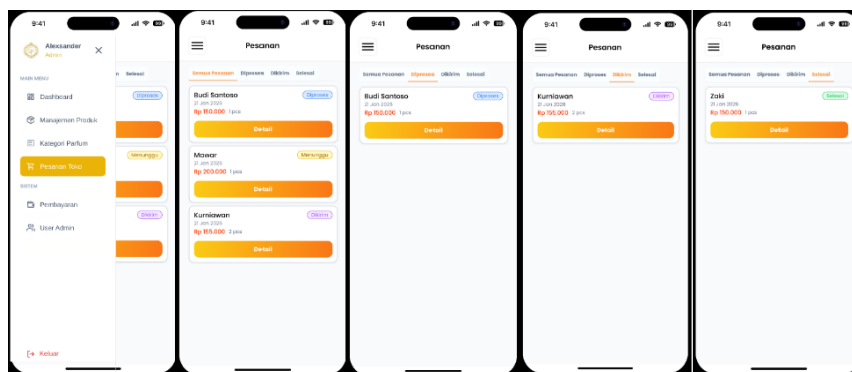 9:41
Alexsander
Admin
MAIN MENU
Dashboard
Manajemen Produk
Kategori Parfum
Pesanan Toko
SISTEM
Pembayaran
User Admin
Keluar
Selesai
Diproses
Menunggu
Dikirim
9:41
Pesanan
Semua Pesanan Diproses Dikirim Selesai
Budi Santoso
Diproses
21 Jan 2026
Rp 150.000 1 pcs
Detail
Mawar
Menunggu
21 Jan 2026
Rp 200.000 1 pcs
Detail
Kurniawan
Dikirim
21 Jan 2026
Rp 155.000 2 pcs
Detail
9:41
Pesanan
Semua Pesanan Diproses Dikirim Selesai
Budi Santoso
Diproses
21 Jan 2026
Rp 150.000 1 pcs
Detail
9:41
Pesanan
Semua Pesanan Diproses Dikirim Selesai
Kurniawan
Dikirim
21 Jan 2026
Rp 155.000 2 pcs
Detail
9:41
Pesanan
Semua Pesanan Diproses Dikirim Selesai
Zaki
Selesai
21 Jan 2026
Rp 150.000 1 pcs
Detail